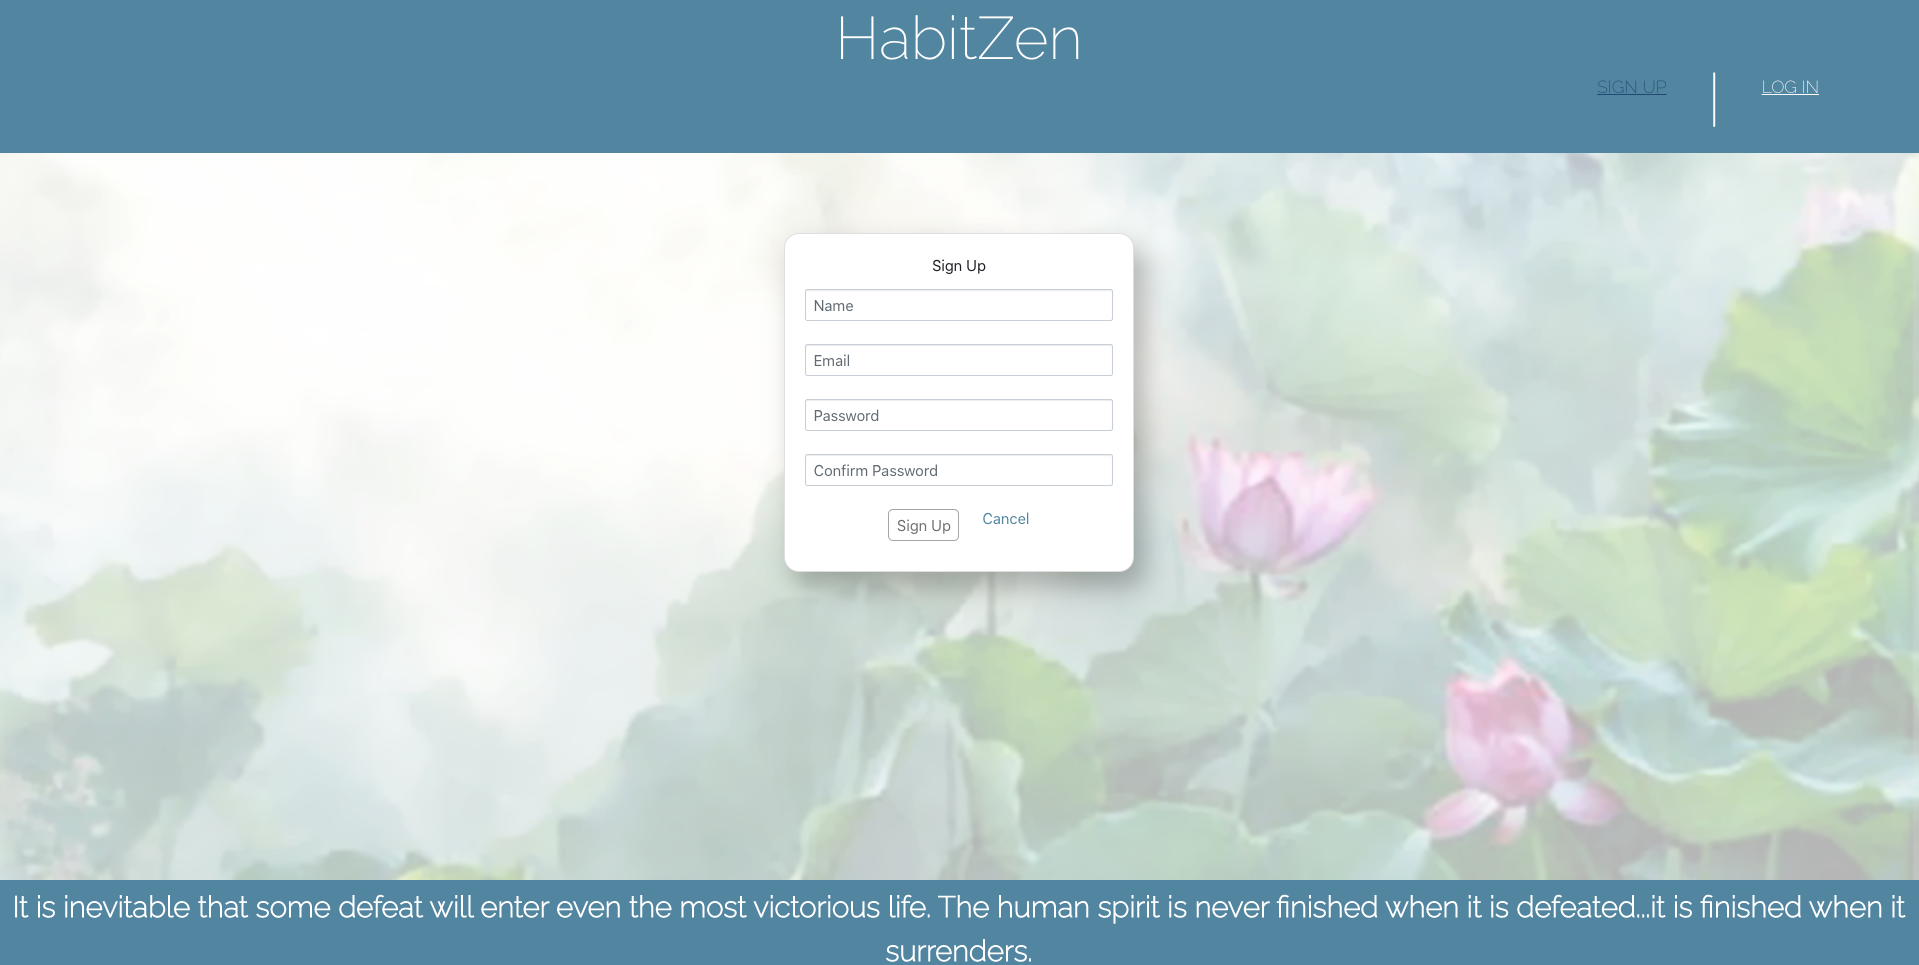 HabitZen
SIGN UP
LOG IN
Sign Up
Name
Email
Password
Confirm Password
Sign Up
Cancel
It is inevitable that some defeat will enter even the most victorious life. The human spirit is never finished when it is defeated...it is finished when it
surrenders.